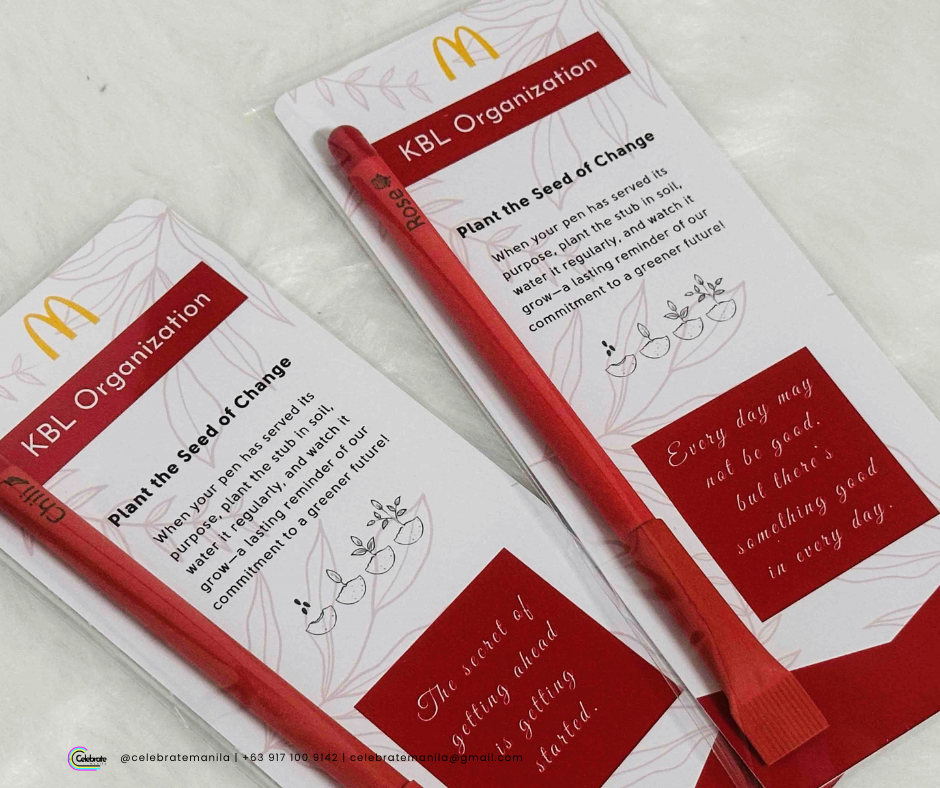 KBL Organization
Rose
Plant the Seed of Change
When your pen has served its
purpose, plant the stub in soil,
water it regularly, and watch it
grow—a lasting reminder of our
commitment to a greener future!
Every day may
not be good.
but there's
something good
in every day.
KBL Organization
Chili
Plant the Seed of Change
When your pen has served its
purpose, plant the stub in soil,
water it regularly, and watch it
grow—a lasting reminder of our
commitment to a greener future!
The secret of
getting ahead
is getting
started.
Celebrate
@celebratemanila | +63 917 100 9142 | celebratemanila@gmail.com